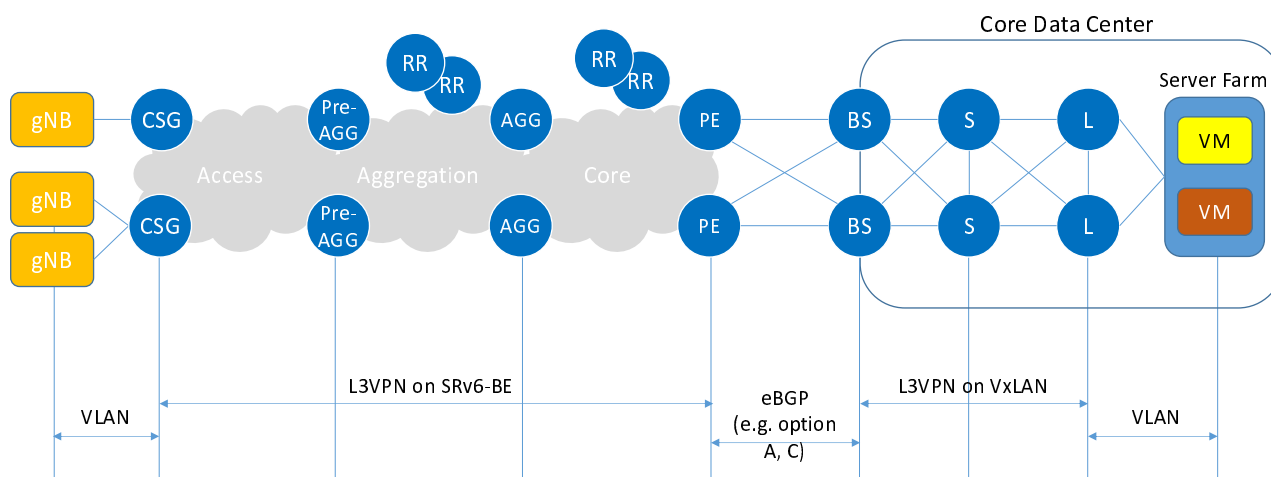 Core Data Center
RR
RR
RR
RR
Server Farm
gNB
CSG
Pre-
AGG
AGG
PE
BS
S
L
VM
Access
Aggregation
Core
gNB
CSG
Pre-
AGG
AGG
PE
BS
S
L
VM
gNB
L3VPN on SRv6-BE
eBGP
(e.g. option
A, C)
L3VPN on VxLAN
VLAN
VLAN